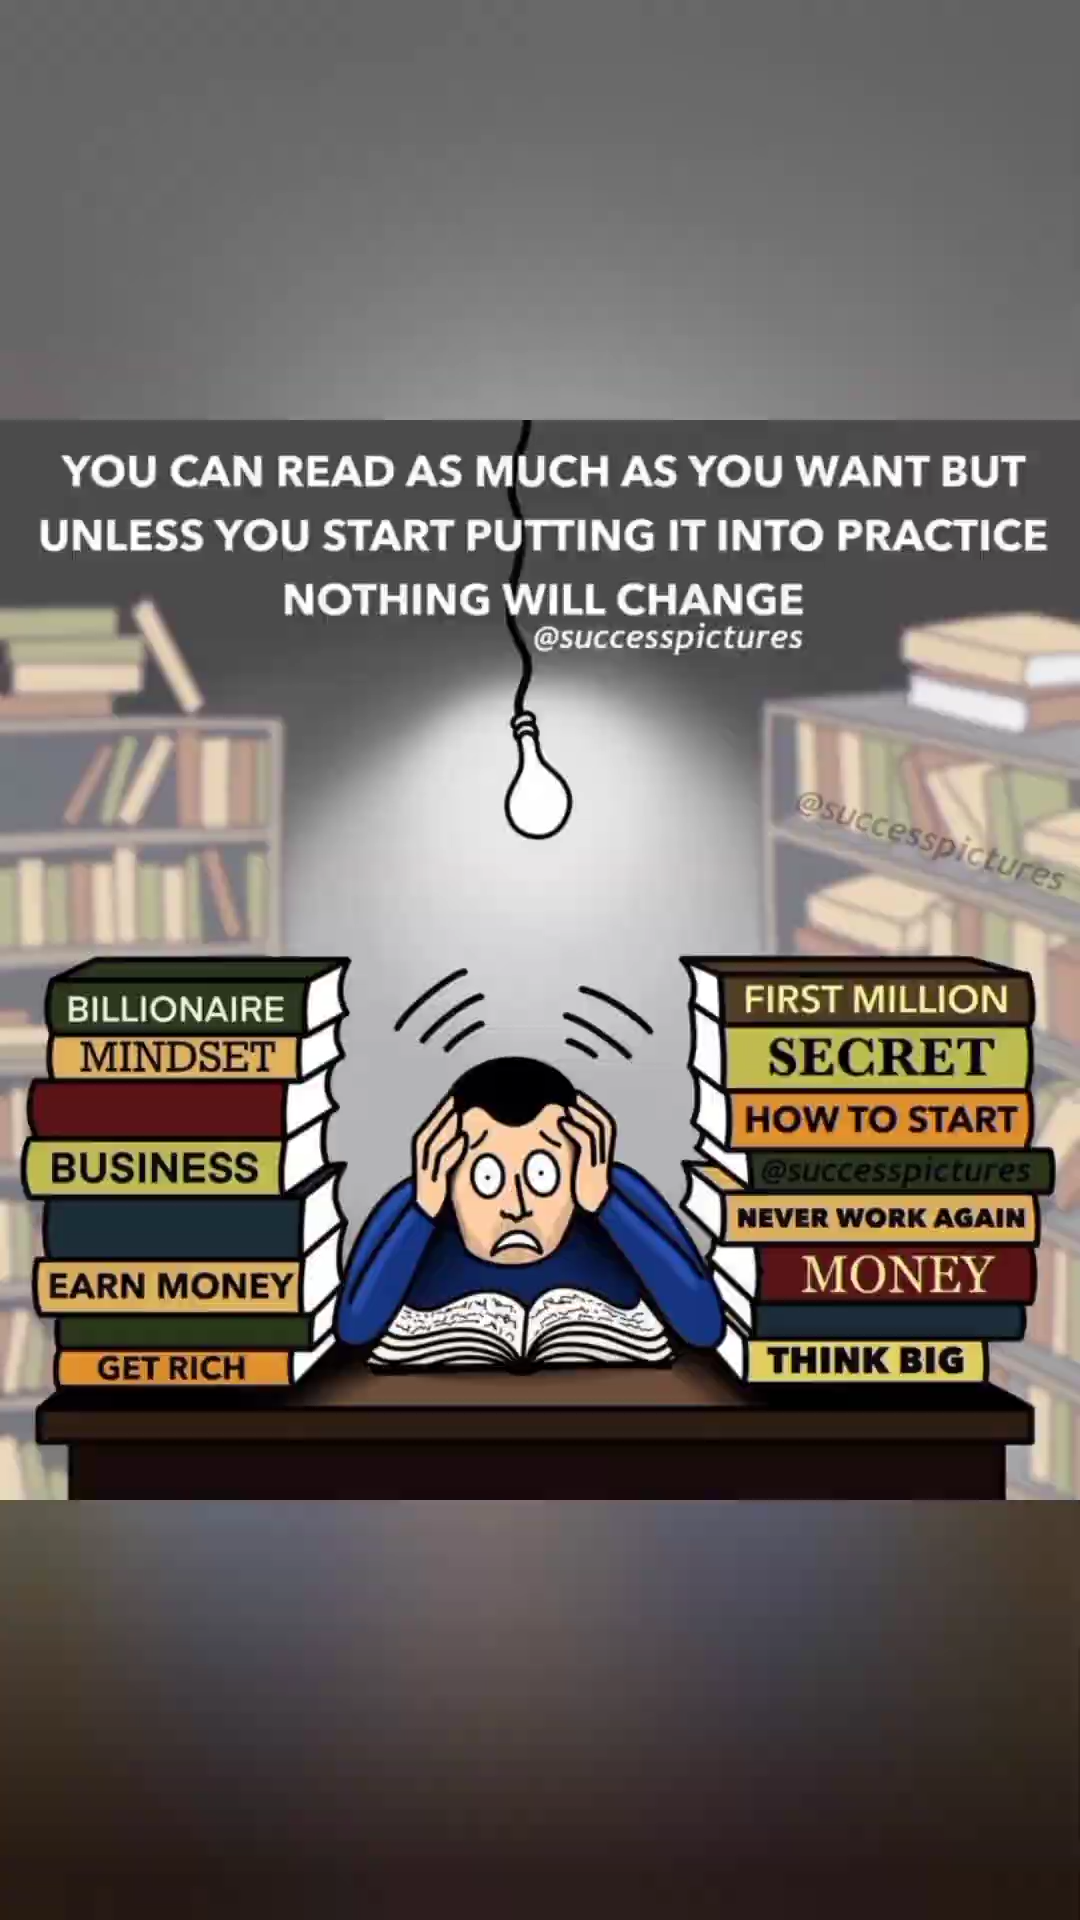 YOU CAN READ AS MUCH AS YOU WANT BUT
UNLESS YOU START PUTTING IT INTO PRACTICE
NOTHING WILL CHANGE
@successpictures
@successpictures
BILLIONAIRE
MINDSET
BUSINESS
EARN MONEY
GET RICH
FIRST MILLION
SECRET
HOW TO START
@successpictures
NEVER WORK AGAIN
MONEY
THINK BIG